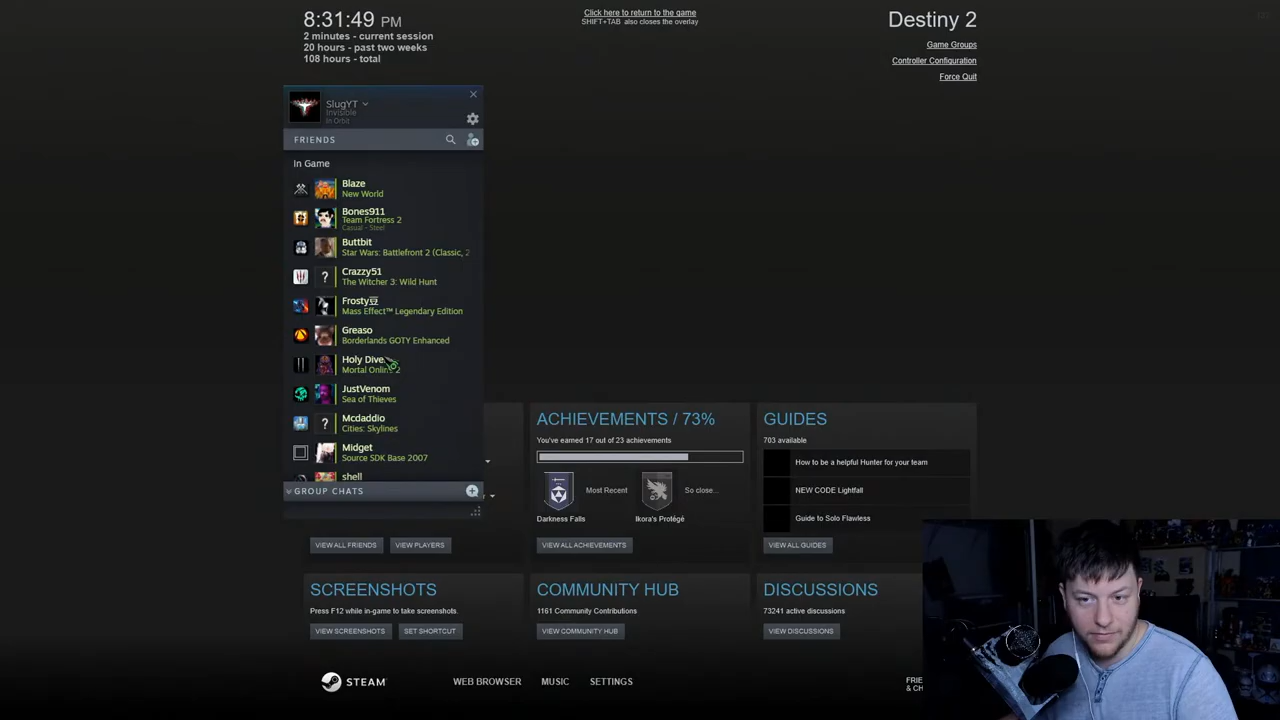 8:31:49 PM
2 minutes - current session
20 hours - past two weeks
108 hours - total
Click here to return to the game
SHIFT+TAB also closes the overlay
Destiny 2
Game Groups
Controller Configuration
Force Quit
SlugYT
Invisible
In Orbit
FRIENDS
In Game
Blaze
New World
Bones911
Team Fortress 2
Casual - Steel
Buttbit
Star Wars: Battlefront 2 (Classic, 2
Crazzy51
The Witcher 3: Wild Hunt
Frosty
Mass Effect™ Legendary Edition
Greaso
Borderlands GOTY Enhanced
Holy Dive
Mortal Online 2
JustVenom
Sea of Thieves
Mcdaddio
Cities: Skylines
Midget
Source SDK Base 2007
shell
GROUP CHATS
VIEW ALL FRIENDS
VIEW PLAYERS
ACHIEVEMENTS / 73%
You've earned 17 out of 23 achievements
Most Recent
So close...
Darkness Falls
Ikora's Protégé
VIEW ALL ACHIEVEMENTS
GUIDES
703 available
How to be a helpful Hunter for your team
NEW CODE Lightfall
Guide to Solo Flawless
VIEW ALL GUIDES
SCREENSHOTS
Press F12 while in-game to take screenshots.
VIEW SCREENSHOTS
SET SHORTCUT
COMMUNITY HUB
1161 Community Contributions
VIEW COMMUNITY HUB
DISCUSSIONS
73241 active discussions
VIEW DISCUSSIONS
STEAM
WEB BROWSER
MUSIC
SETTINGS
FRIE
& CH